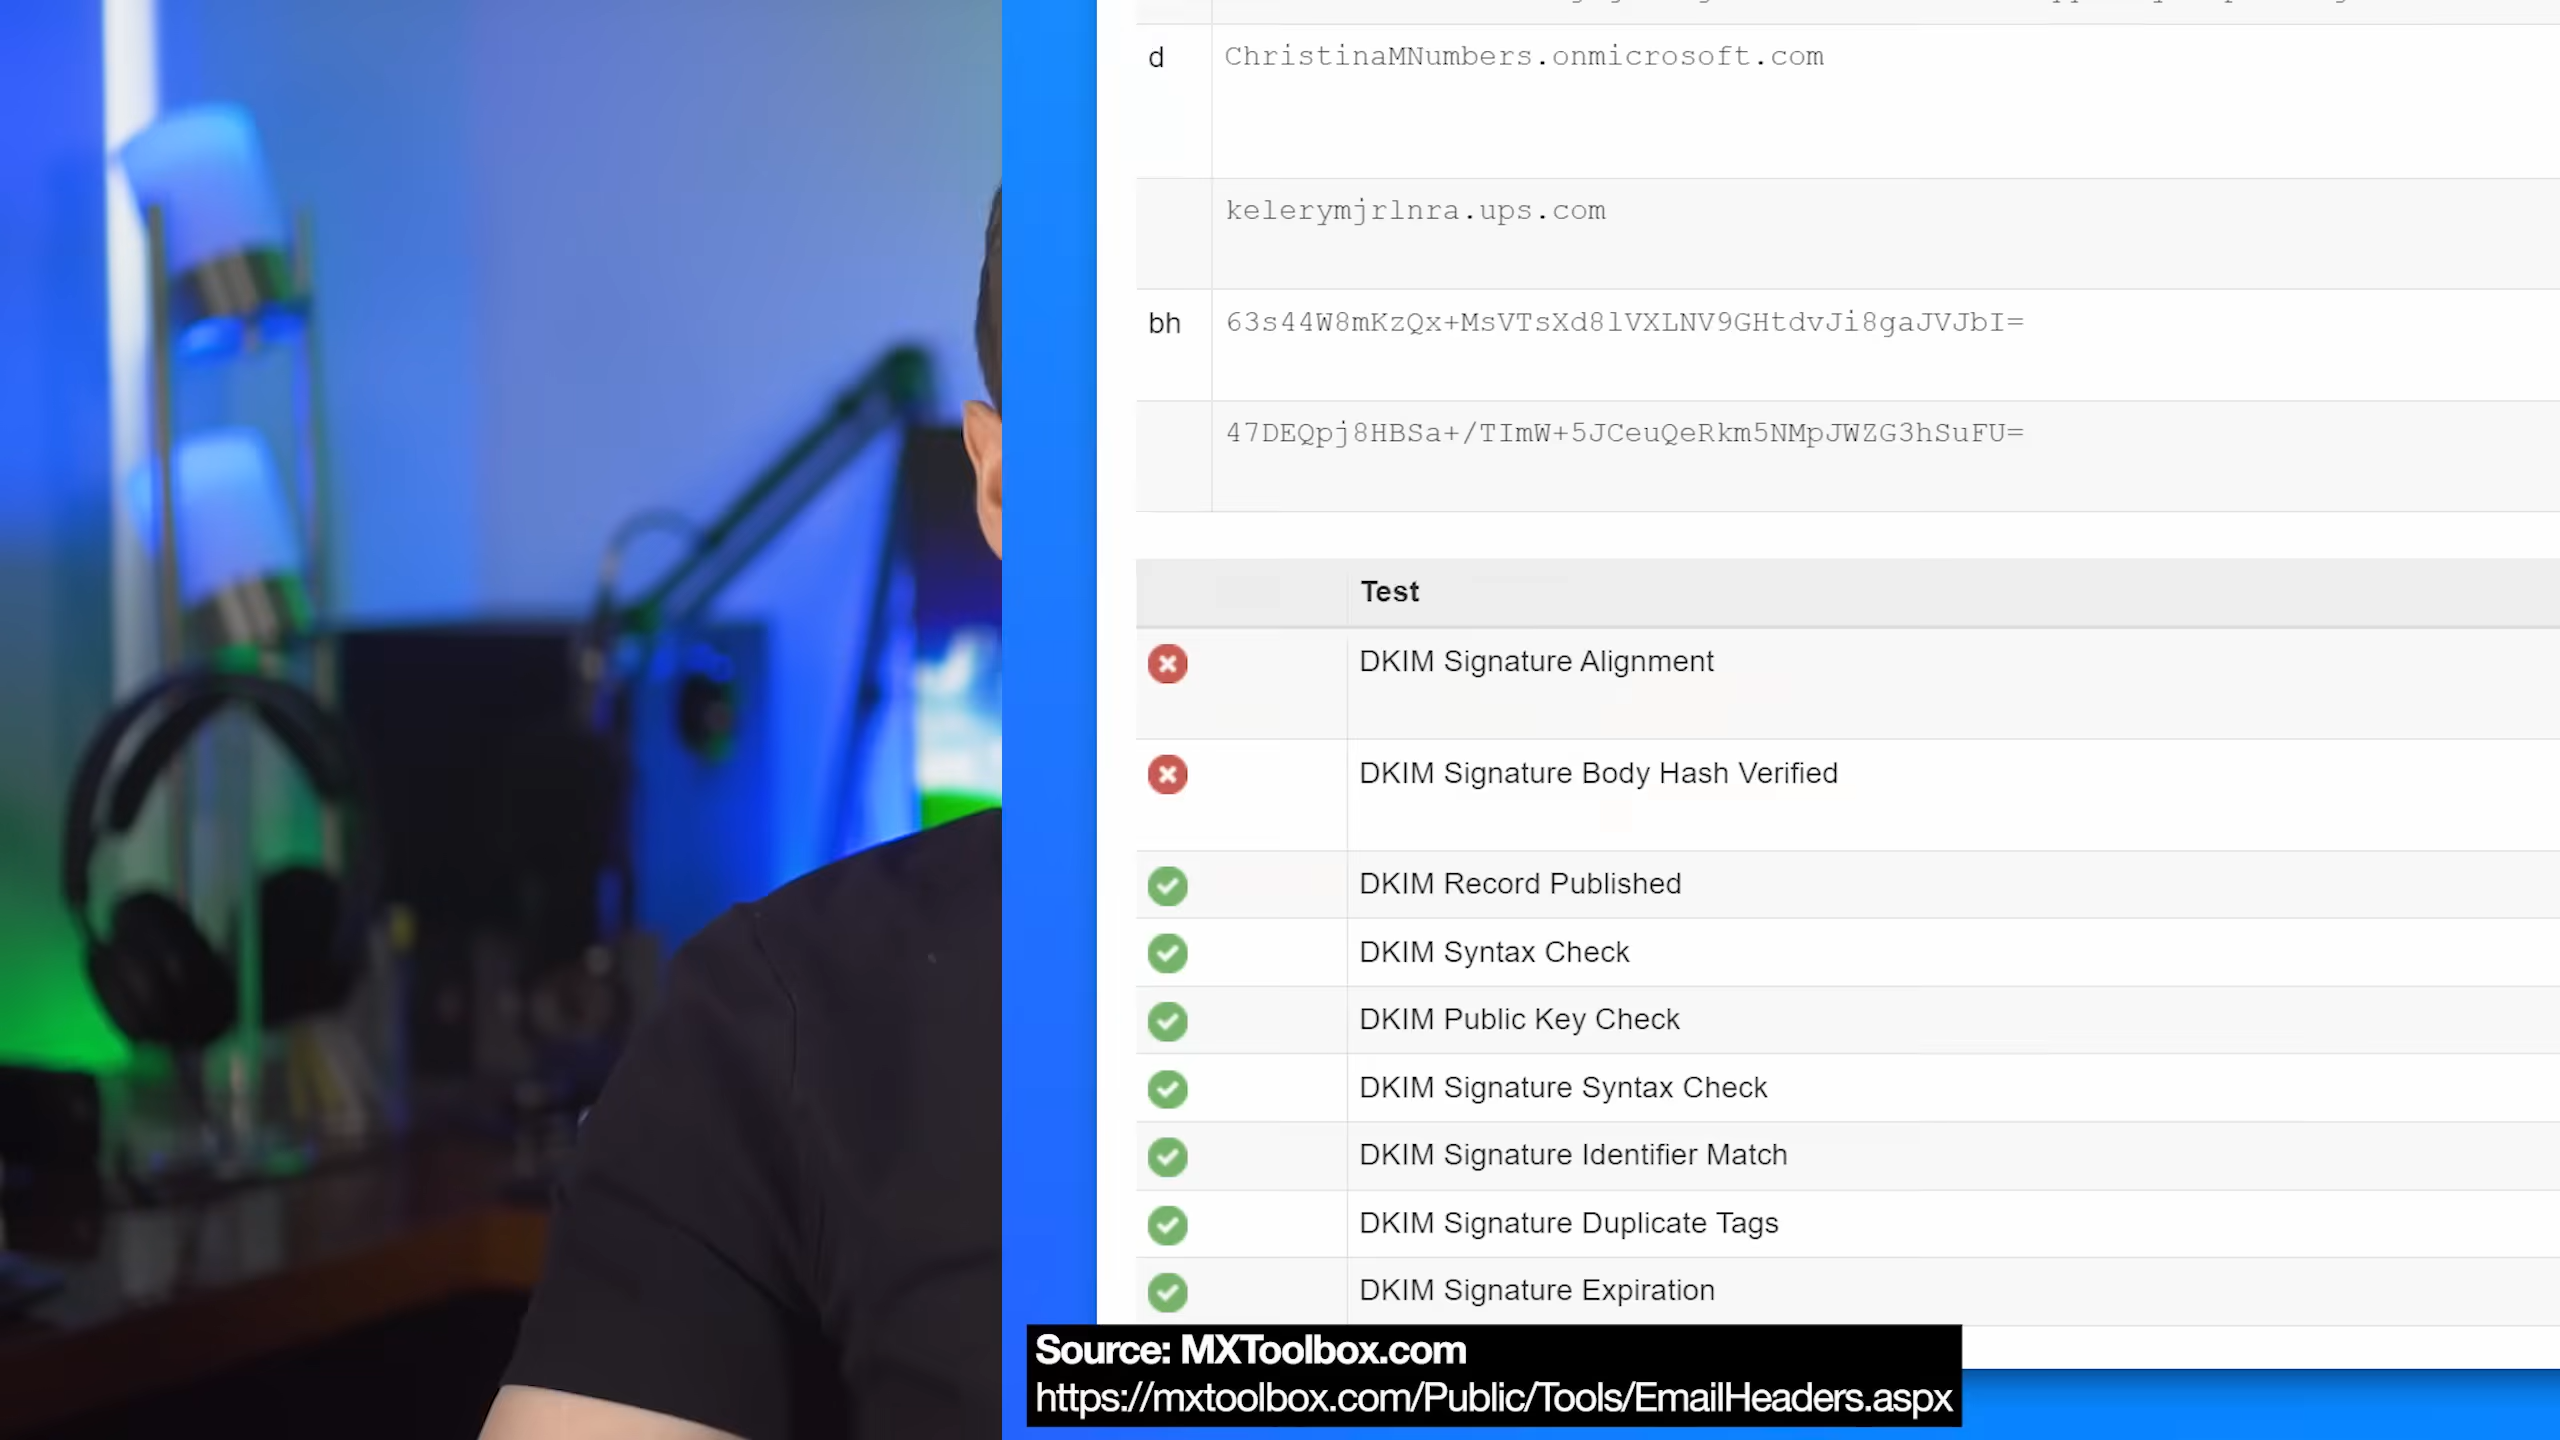 d ChristinaMNumbers.onmicrosoft.com
kelerymjrlnra.ups.com
bh 63s44W8mKzQx+MsVTsXd8lVXLNV9GHtdvJi8gaJVJbI=
47DEQpj8HBSa+/TImW+5JCeuQeRkm5NMpJWZG3hSuFU=
Test
DKIM Signature Alignment
DKIM Signature Body Hash Verified
DKIM Record Published
DKIM Syntax Check
DKIM Public Key Check
DKIM Signature Syntax Check
DKIM Signature Identifier Match
DKIM Signature Duplicate Tags
DKIM Signature Expiration
Source: MXToolbox.com
https://mxtoolbox.com/Public/Tools/EmailHeaders.aspx